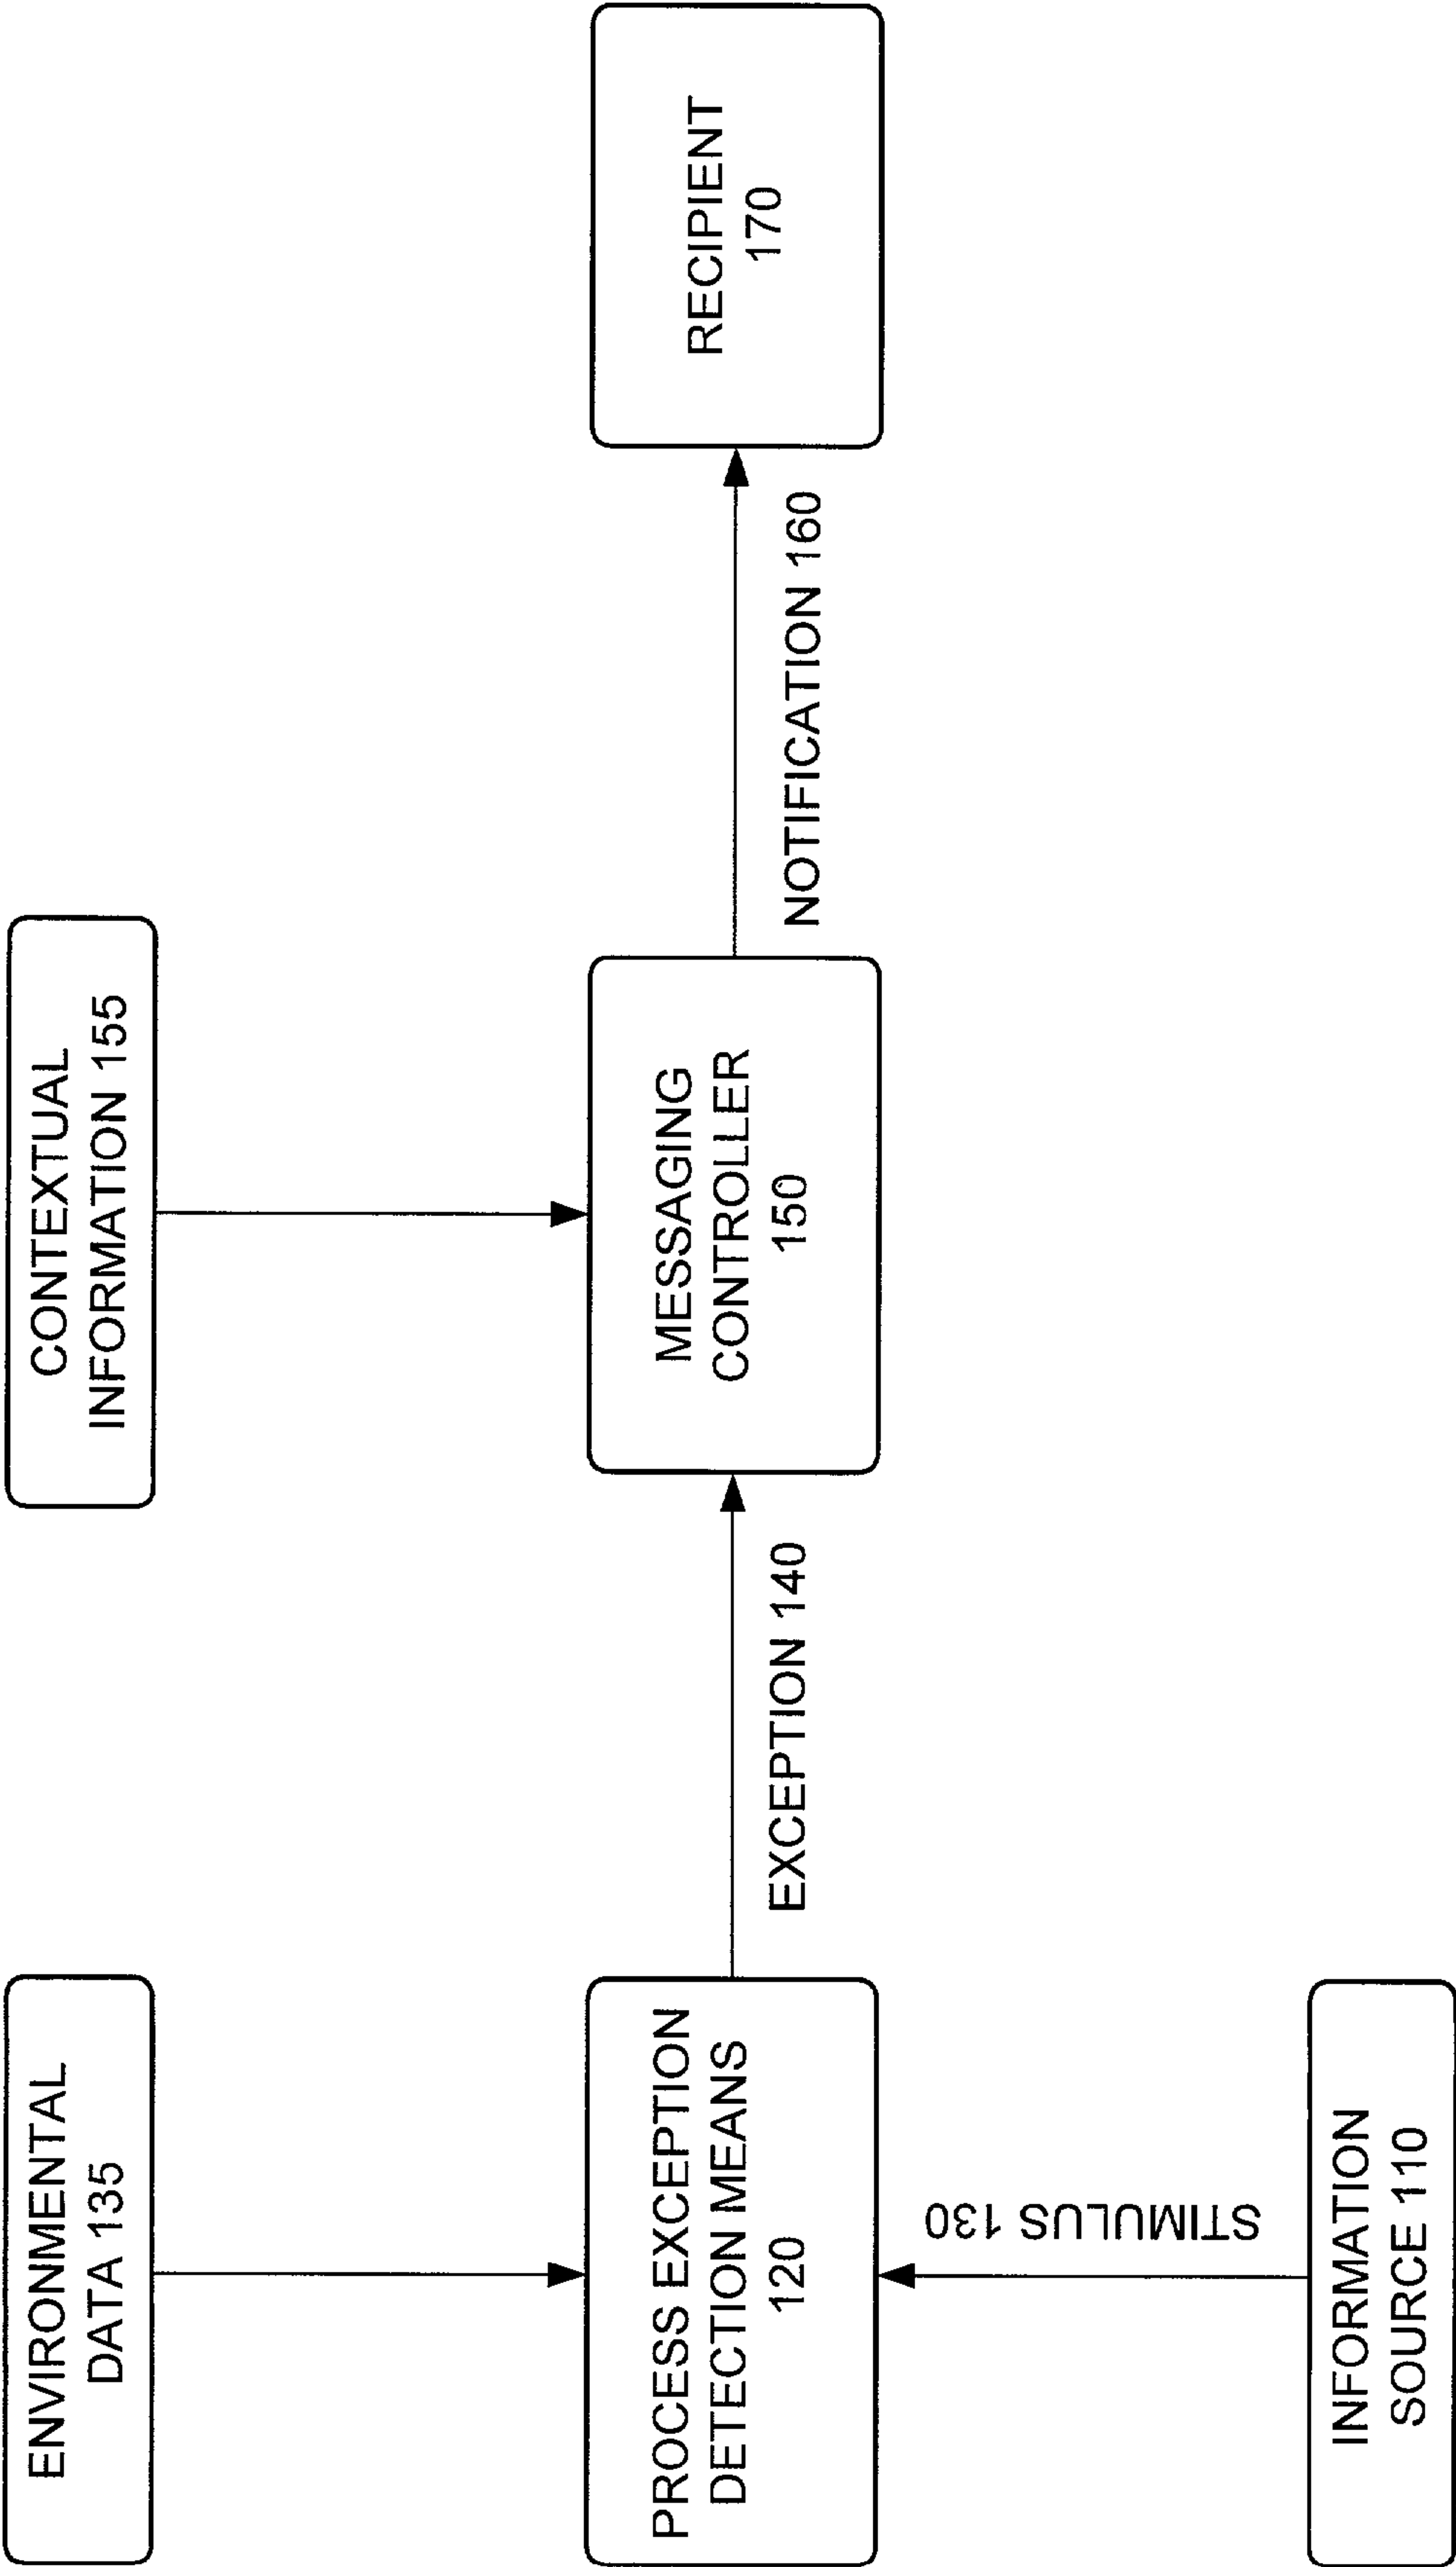 ENVIRONMENTAL
DATA 135
CONTEXTUAL
INFORMATION 155
PROCESS EXCEPTION
DETECTION MEANS
120
EXCEPTION 140
MESSAGING
CONTROLLER
150
NOTIFICATION 160
RECIPIENT
170
STIMULUS 130
INFORMATION
SOURCE 110